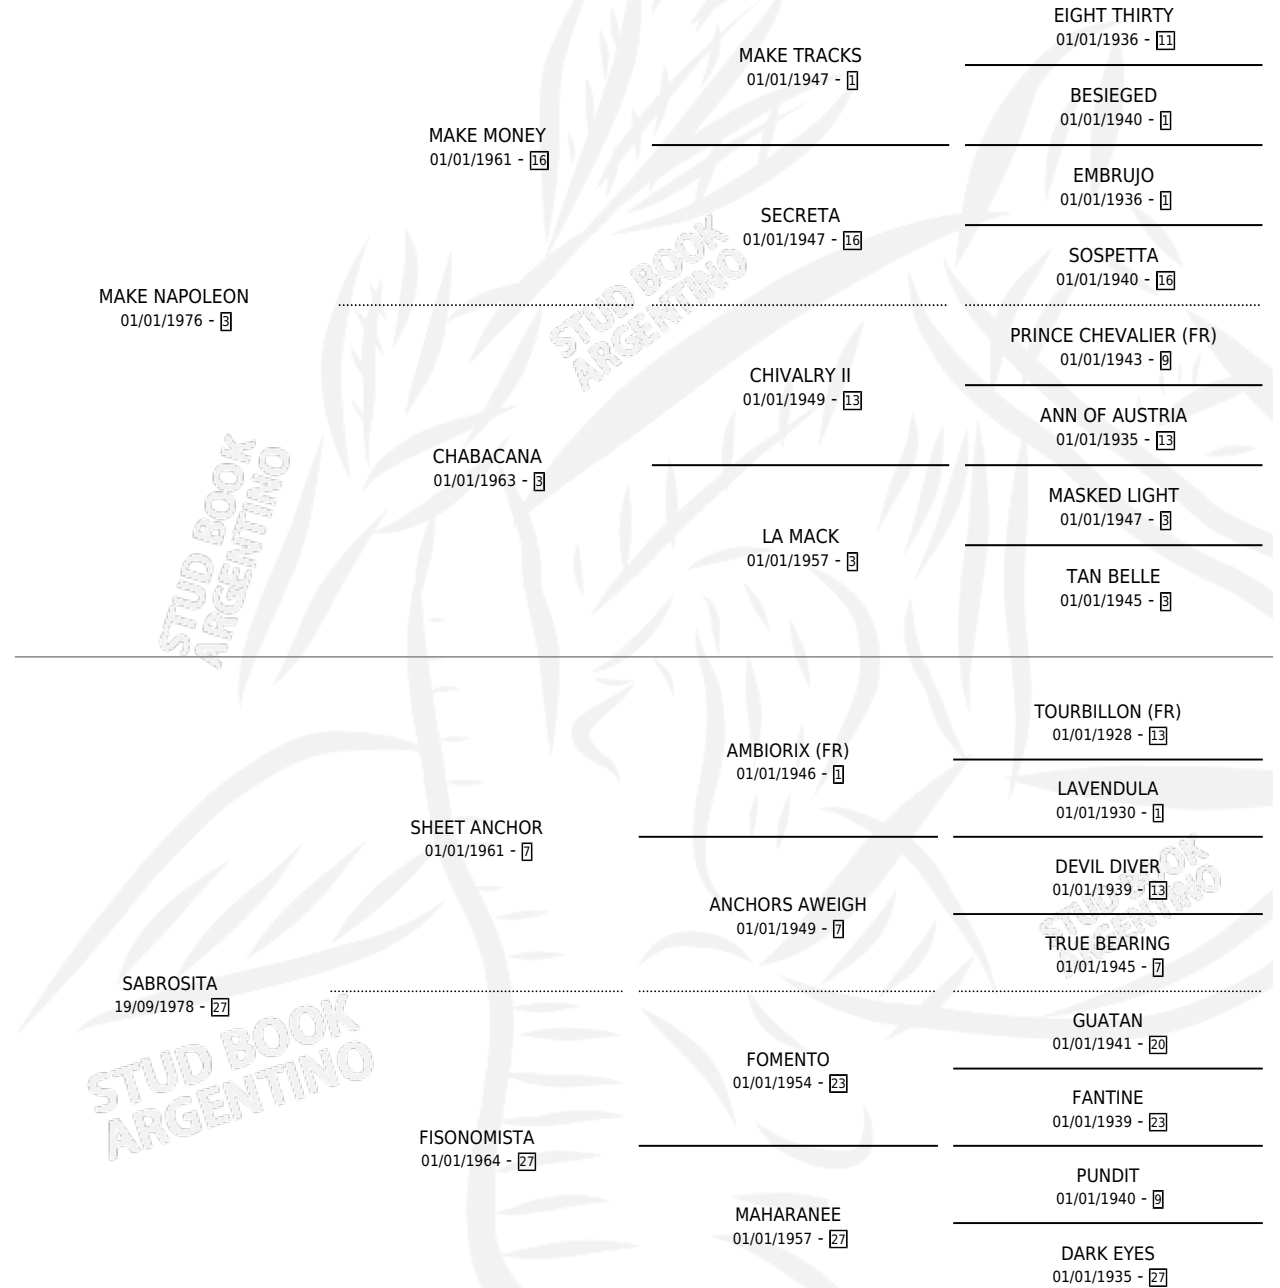 EIGHT THIRTY
01/01/1936 - 11
MAKE TRACKS
01/01/1947 - 1
BESIEGED
01/01/1940 - 1
MAKE MONEY
01/01/1961 - 16
EMBRUJO
01/01/1936 - 1
SECRETA
01/01/1947 - 16
SOSPETTA
01/01/1940 - 16
MAKE NAPOLEON
01/01/1976 - 3
PRINCE CHEVALIER (FR)
01/01/1943 - 9
CHIVALRY II
01/01/1949 - 13
ANN OF AUSTRIA
01/01/1935 - 13
CHABACANA
01/01/1963 - 3
MASKED LIGHT
01/01/1947 - 3
LA MACK
01/01/1957 - 3
TAN BELLE
01/01/1945 - 3
TOURBILLON (FR)
01/01/1928 - 13
AMBIORIX (FR)
01/01/1946 - 1
LAVENDULA
01/01/1930 - 1
SHEET ANCHOR
01/01/1961 - 7
DEVIL DIVER
01/01/1939 - 13
ANCHORS AWEIGH
01/01/1949 - 7
TRUE BEARING
01/01/1945 - 7
SABROSITA
19/09/1978 - 27
GUATAN
01/01/1941 - 20
FOMENTO
01/01/1954 - 23
FANTINE
01/01/1939 - 23
FISONOMISTA
01/01/1964 - 27
PUNDIT
01/01/1940 - 9
MAHARANEE
01/01/1957 - 27
DARK EYES
01/01/1935 - 27
STUD BOOK
ARGENTINO
STUD BOOK
ARGENTINO
STUD BOOK
ARGENTINO
STUD BOOK
ARGENTINO